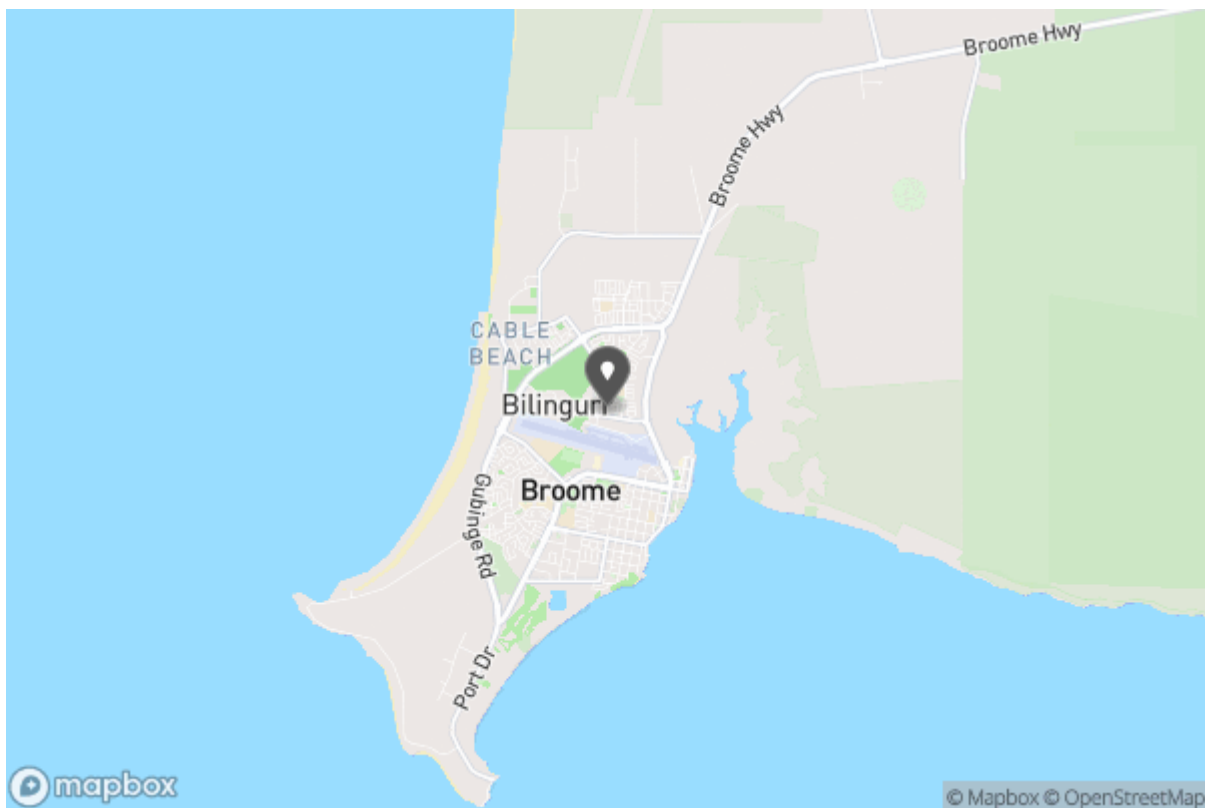 Broome Hwy
Broome Hwy
CABLE
BEACH
Bilingurr
Broome
Gubinge Rd
Port Dr
mapbox
© Mapbox © OpenStreetMap